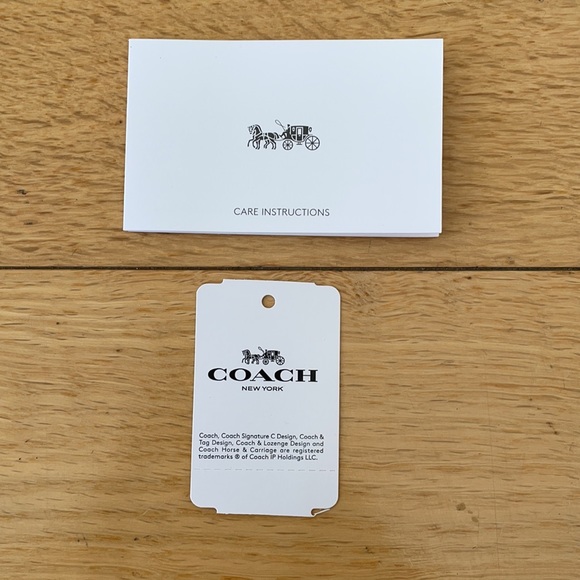 CARE INSTRUCTIONS
COACH
NEW YORK
Coach, Coach Signature C Design, Coach &
Tag Design, Coach & Lozenge Design and
Coach Horse & Carriage are registered
trademarks ® of Coach IP Holdings LLC.